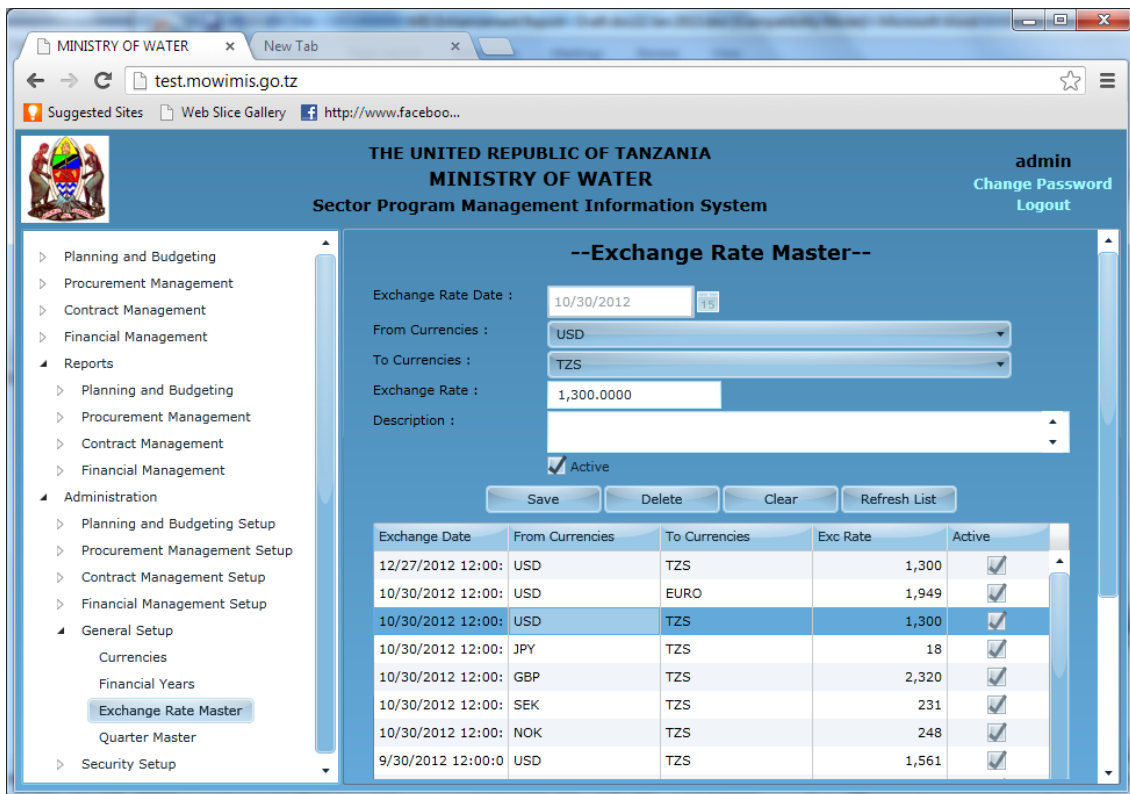 MINISTRY OF WATER
New Tab
test.mowimis.go.tz
Suggested Sites
Web Slice Gallery
http://www.faceboo...
THE UNITED REPUBLIC OF TANZANIA
MINISTRY OF WATER
Sector Program Management Information System
admin
Change Password
Logout
Planning and Budgeting
Procurement Management
Contract Management
Financial Management
Reports
Planning and Budgeting
Procurement Management
Contract Management
Financial Management
Administration
Planning and Budgeting Setup
Procurement Management Setup
Contract Management Setup
Financial Management Setup
General Setup
Currencies
Financial Years
Exchange Rate Master
Quarter Master
Security Setup
--Exchange Rate Master--
Exchange Rate Date : 10/30/2012 15
From Currencies : USD
To Currencies : TZS
Exchange Rate : 1,300.0000
Description :
Active
Save Delete Clear Refresh List
Exchange Date From Currencies To Currencies Exc Rate Active
12/27/2012 12:00: USD TZS 1,300
10/30/2012 12:00: USD EURO 1,949
10/30/2012 12:00: USD TZS 1,300
10/30/2012 12:00: JPY TZS 18
10/30/2012 12:00: GBP TZS 2,320
10/30/2012 12:00: SEK TZS 231
10/30/2012 12:00: NOK TZS 248
9/30/2012 12:00:0 USD TZS 1,561